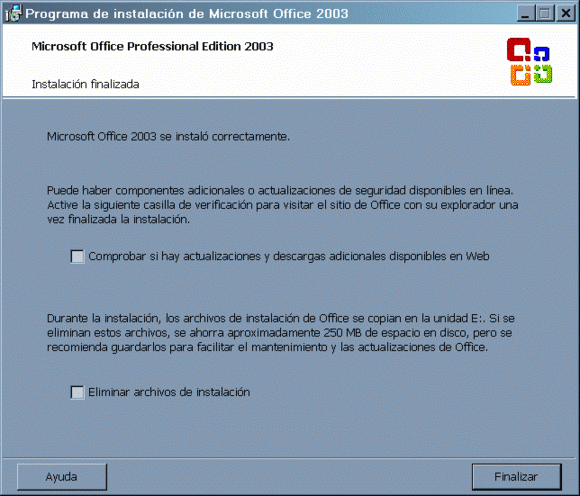 Programa de instalación de Microsoft Office 2003
Microsoft Office Professional Edition 2003
Instalación finalizada
Microsoft Office 2003 se instaló correctamente.
Puede haber componentes adicionales o actualizaciones de seguridad disponibles en línea.
Active la siguiente casilla de verificación para visitar el sitio de Office con su explorador una
vez finalizada la instalación.
Comprobar si hay actualizaciones y descargas adicionales disponibles en Web
Durante la instalación, los archivos de instalación de Office se copian en la unidad E:. Si se
eliminan estos archivos, se ahorra aproximadamente 250 MB de espacio en disco, pero se
recomienda guardarlos para facilitar el mantenimiento y las actualizaciones de Office.
Eliminar archivos de instalación
Ayuda
Finalizar